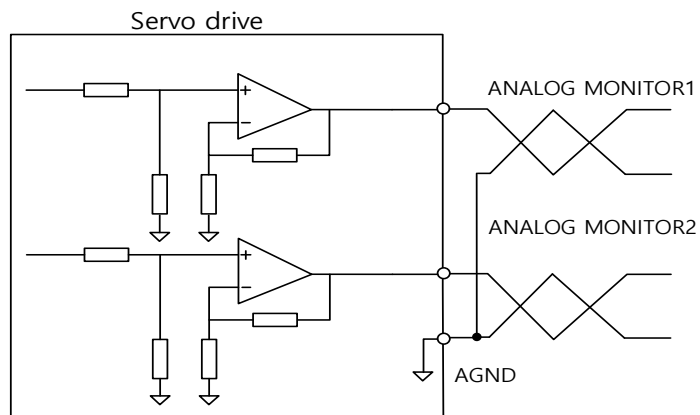 Servo drive
ANALOG MONITOR1
+
−
ANALOG MONITOR2
+
−
AGND